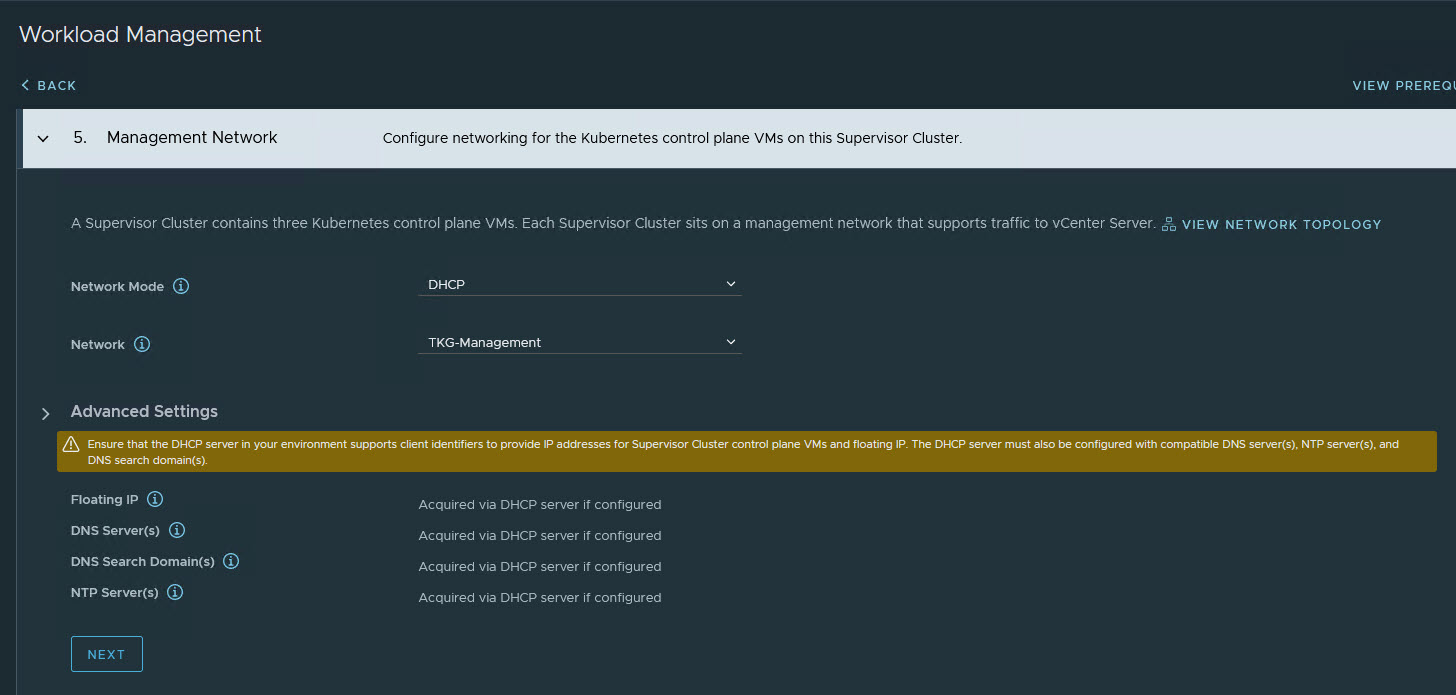 Workload Management
BACK
VIEW PREREQU
5. Management Network Configure networking for the Kubernetes control plane VMs on this Supervisor Cluster.
A Supervisor Cluster contains three Kubernetes control plane VMs. Each Supervisor Cluster sits on a management network that supports traffic to vCenter Server. VIEW NETWORK TOPOLOGY
Network Mode DHCP
Network TKG-Management
Advanced Settings
Ensure that the DHCP server in your environment supports client identifiers to provide IP addresses for Supervisor Cluster control plane VMs and floating IP. The DHCP server must also be configured with compatible DNS server(s), NTP server(s), and
DNS search domain(s).
Floating IP Acquired via DHCP server if configured
DNS Server(s) Acquired via DHCP server if configured
DNS Search Domain(s) Acquired via DHCP server if configured
NTP Server(s) Acquired via DHCP server if configured
NEXT